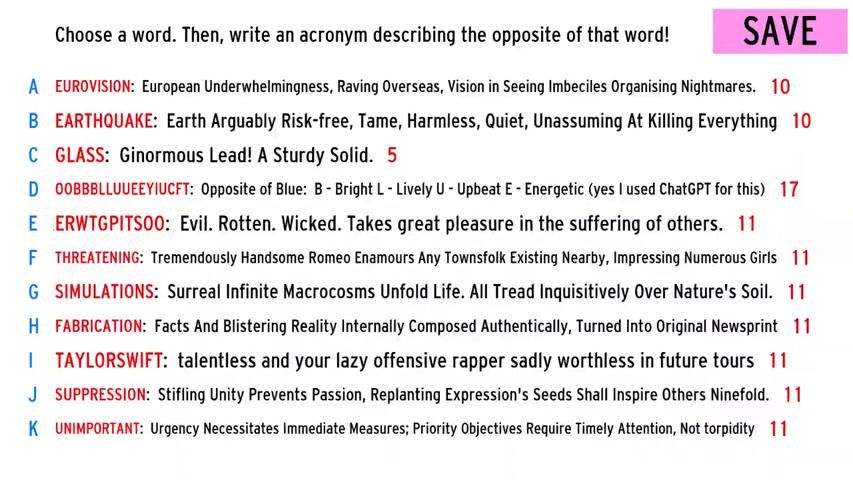 Choose a word. Then, write an acronym describing the opposite of that word! SAVE
A EUROVISION: European Underwhelmingness, Raving Overseas, Vision in Seeing Imbeciles Organising Nightmares. 10
B EARTHQUAKE: Earth Arguably Risk-free, Tame, Harmless, Quiet, Unassuming At Killing Everything 10
C GLASS: Ginormous Lead! A Sturdy Solid. 5
D OOBBBLLUUEEYIUCFT: Opposite of Blue: B - Bright L - Lively U - Upbeat E - Energetic (yes I used ChatGPT for this) 17
E ERWTGPITSOO: Evil. Rotten. Wicked. Takes great pleasure in the suffering of others. 11
F THREATENING: Tremendously Handsome Romeo Enamours Any Townsfolk Existing Nearby, Impressing Numerous Girls 11
G SIMULATIONS: Surreal Infinite Macrocosms Unfold Life. All Tread Inquisitively Over Nature's Soil. 11
H FABRICATION: Facts And Blistering Reality Internally Composed Authentically, Turned Into Original Newsprint 11
I TAYLORSWIFT: talentless and your lazy offensive rapper sadly worthless in future tours 11
J SUPPRESSION: Stifling Unity Prevents Passion, Replanting Expression's Seeds Shall Inspire Others Ninefold. 11
K UNIMPORTANT: Urgency Necessitates Immediate Measures; Priority Objectives Require Timely Attention, Not torpidity 11